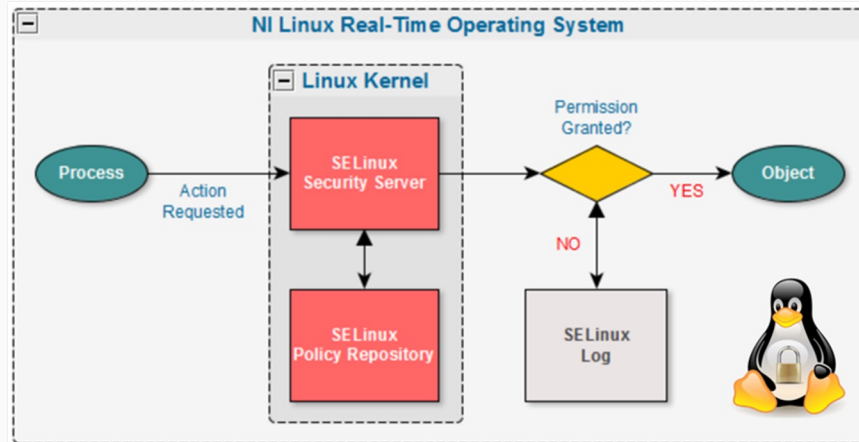 NI Linux Real-Time Operating System
Linux Kernel
Permission
Granted?
Process
SELinux
Security Server
Object
Action
Requested
YES
NO
SELinux
Policy Repository
SELinux
Log